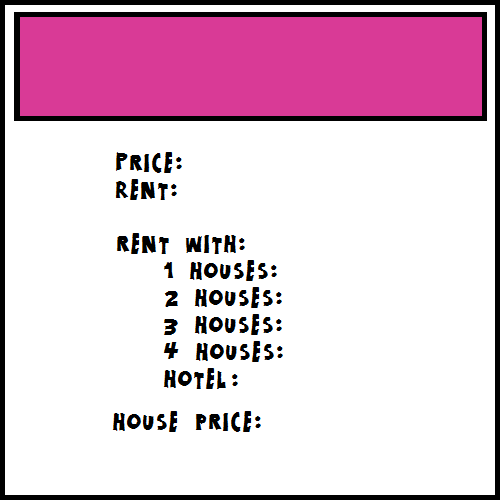 PRICE:
RENT:
RENT WITH:
1 HOUSES:
2 HOUSES:
3 HOUSES:
4 HOUSES:
HOTEL:
HOUSE PRICE: